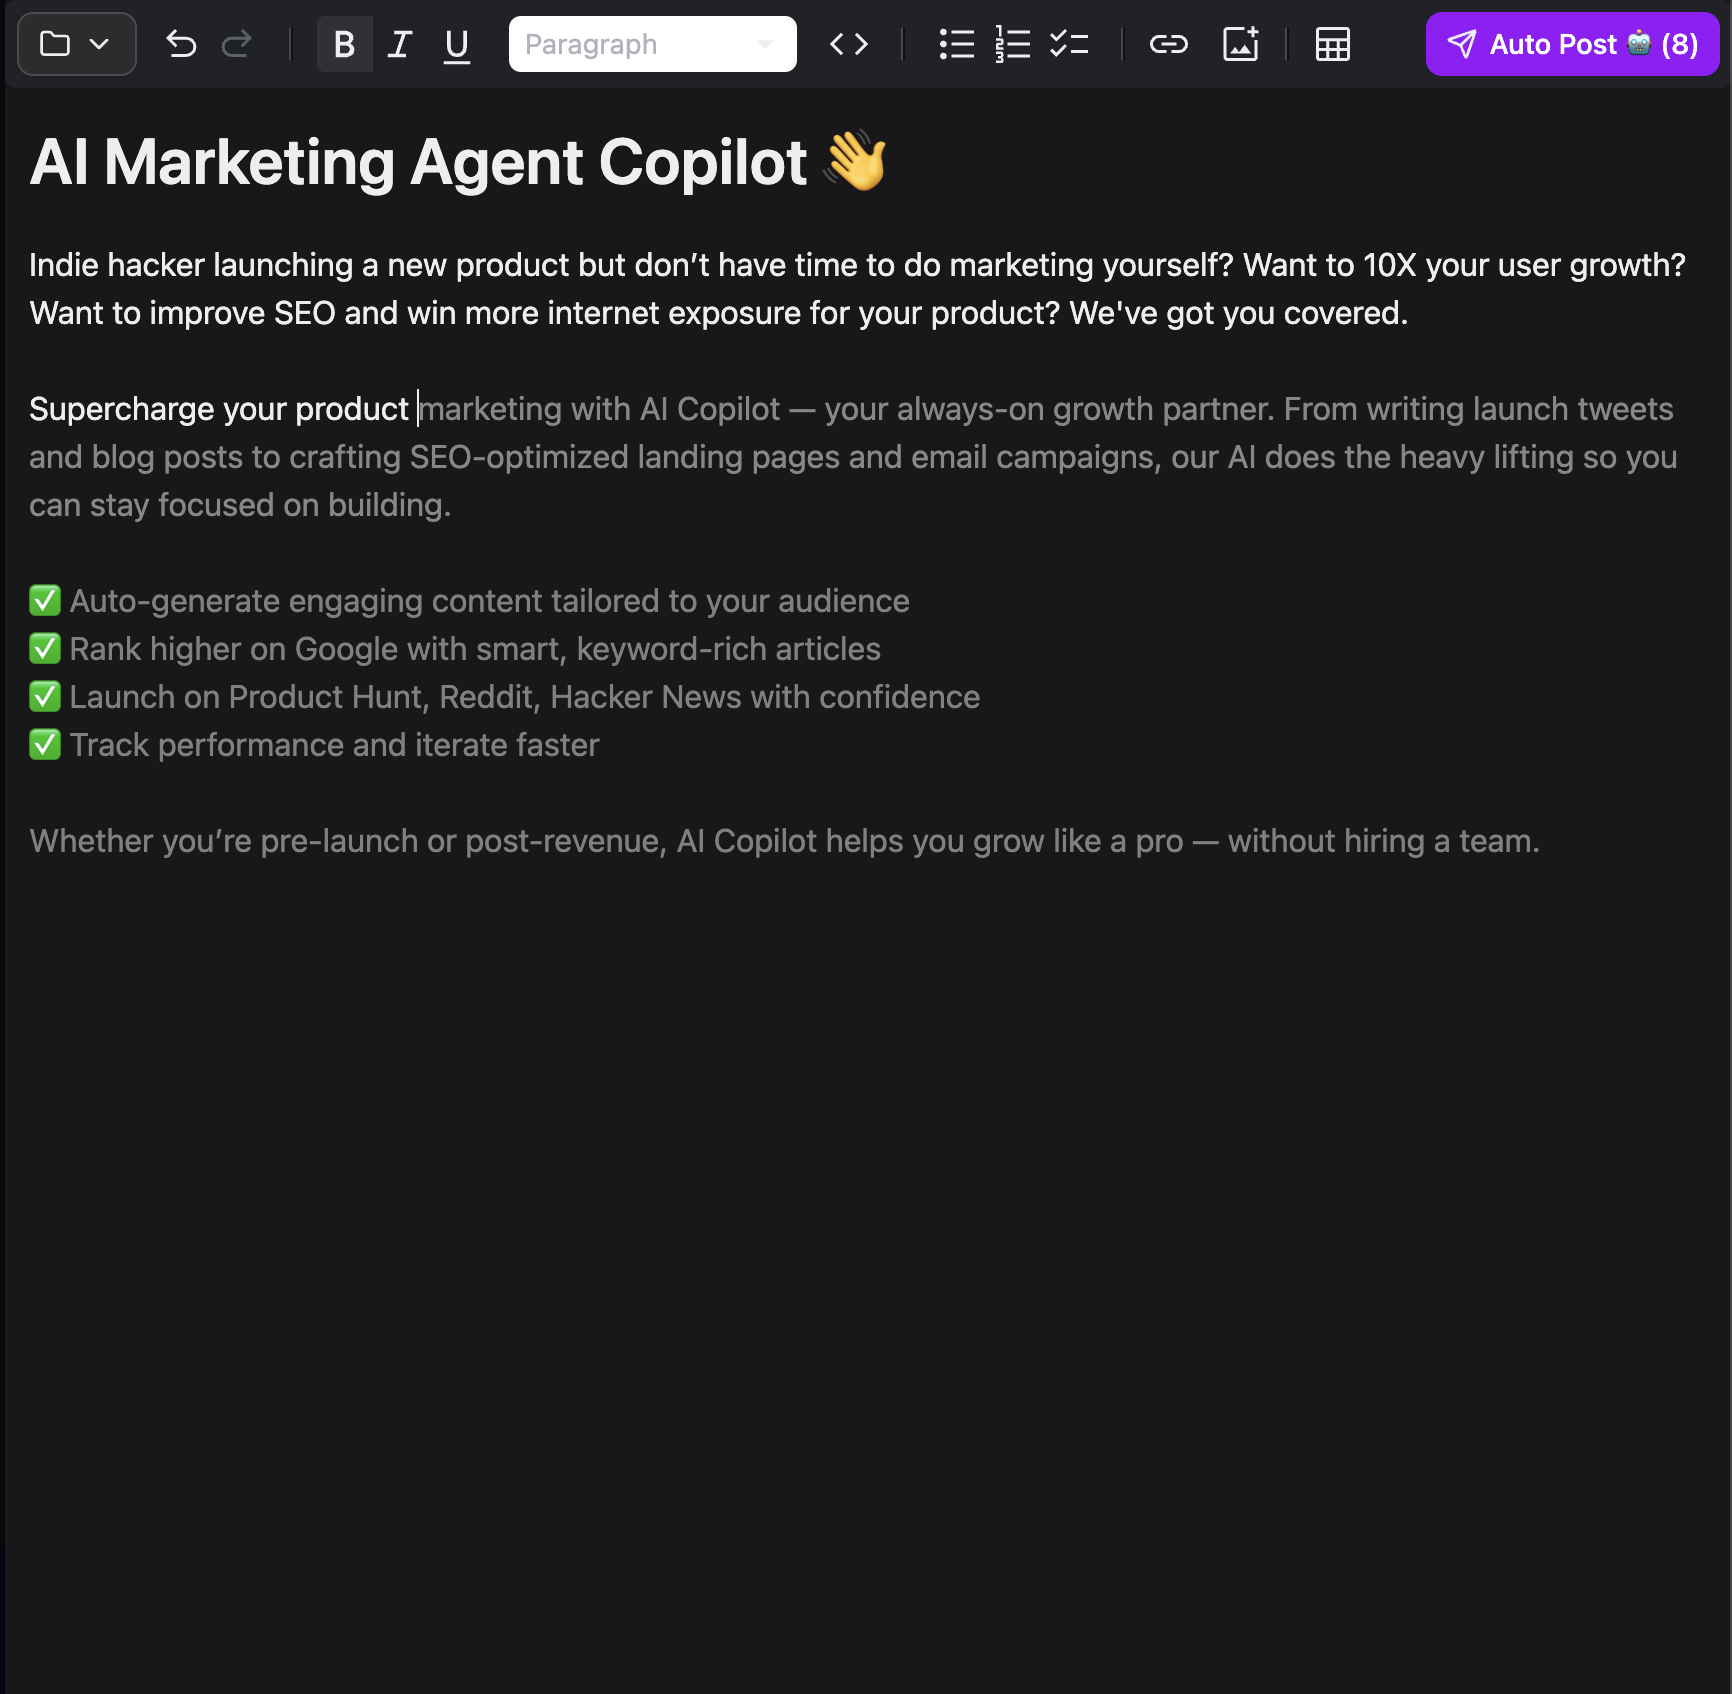 B I U Paragraph Auto Post 🤖 (8)
AI Marketing Agent Copilot 👋
Indie hacker launching a new product but don’t have time to do marketing yourself? Want to 10X your user growth?
Want to improve SEO and win more internet exposure for your product? We've got you covered.
Supercharge your product marketing with AI Copilot — your always-on growth partner. From writing launch tweets
and blog posts to crafting SEO-optimized landing pages and email campaigns, our AI does the heavy lifting so you
can stay focused on building.
✅ Auto-generate engaging content tailored to your audience
✅ Rank higher on Google with smart, keyword-rich articles
✅ Launch on Product Hunt, Reddit, Hacker News with confidence
✅ Track performance and iterate faster
Whether you’re pre-launch or post-revenue, AI Copilot helps you grow like a pro — without hiring a team.